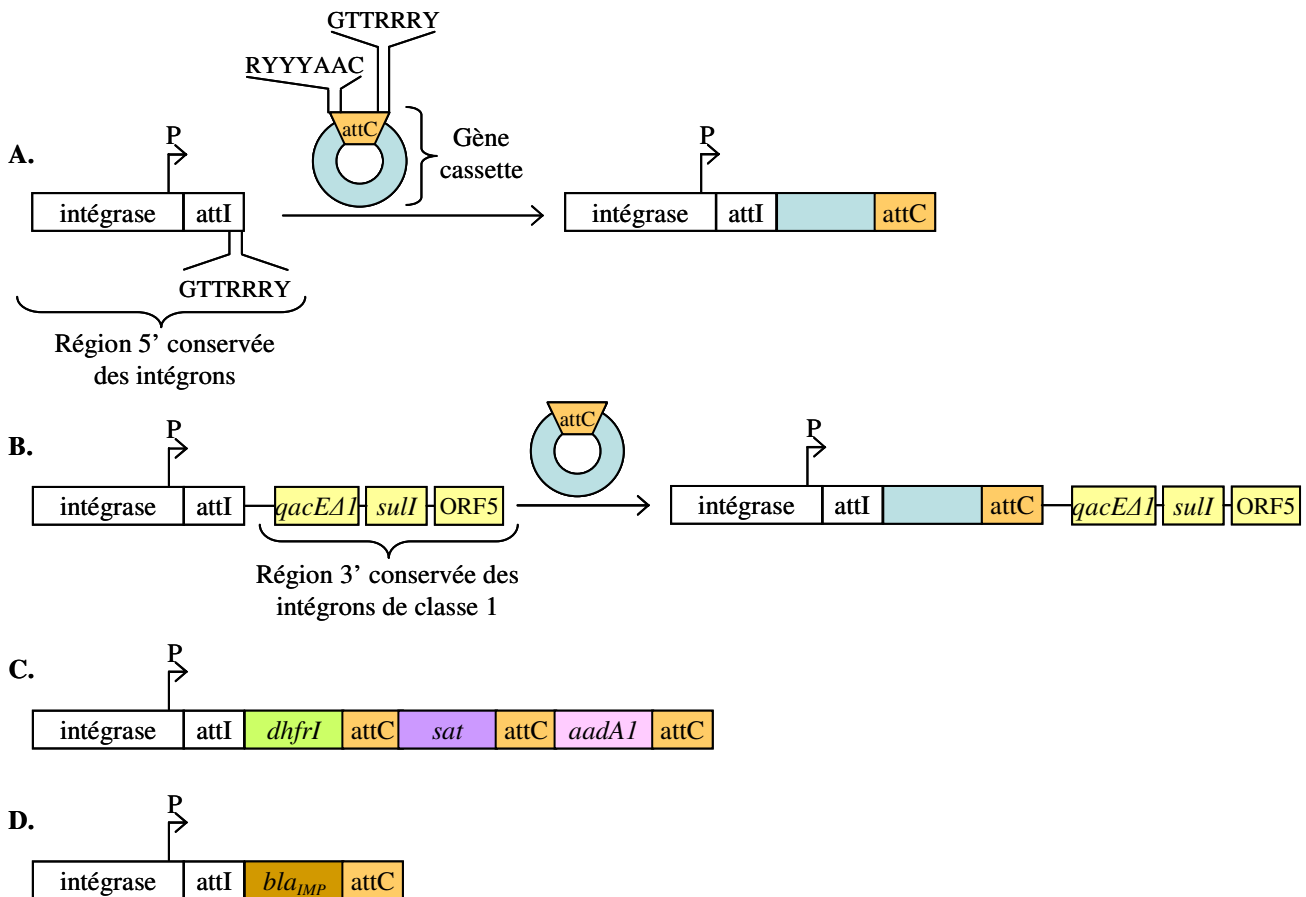 GTTRRRY
RYYYAAC
attC
Gène
cassette
A.
P
intégrase attI
GTTRRRY
Région 5’ conservée
des intégrons
P
intégrase attI attC
B.
P
intégrase attI qacEΔ1 sulI ORF5
attC
Région 3’ conservée des
intégrons de classe 1
P
intégrase attI attC qacEΔ1 sulI ORF5
C.
P
intégrase attI dhfrI attC sat attC aadA1 attC
D.
P
intégrase attI bla IMP attC